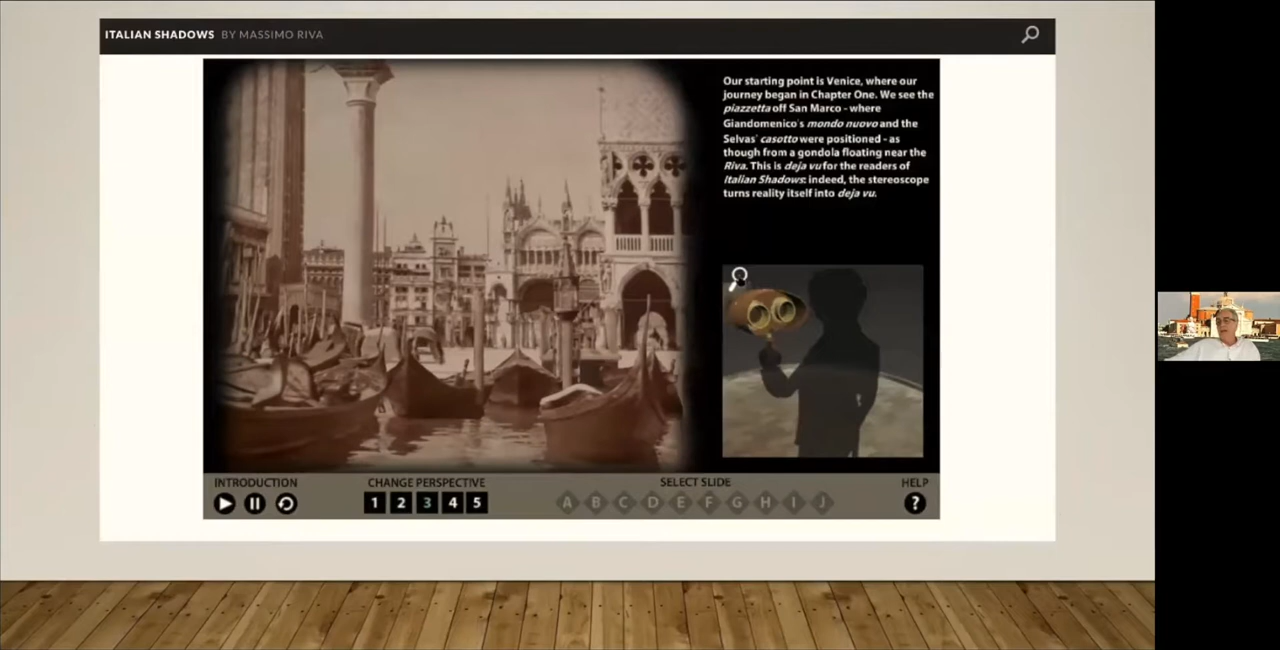 ITALIAN SHADOWS BY MASSIMO RIVA
Our starting point is Venice, where our
journey began in Chapter One. We see the
piazzetta off San Marco - where
Giandomenico's mondo nuovo and the
Selvas' casotto were positioned - as
though from a gondola floating near the
Riva. This is deja vu for the readers of
Italian Shadows: indeed, the stereoscope
turns reality itself into deja vu.
INTRODUCTION
CHANGE PERSPECTIVE
1 2 3 4 5
SELECT SLIDE
A B C D E F G H I J
HELP
?